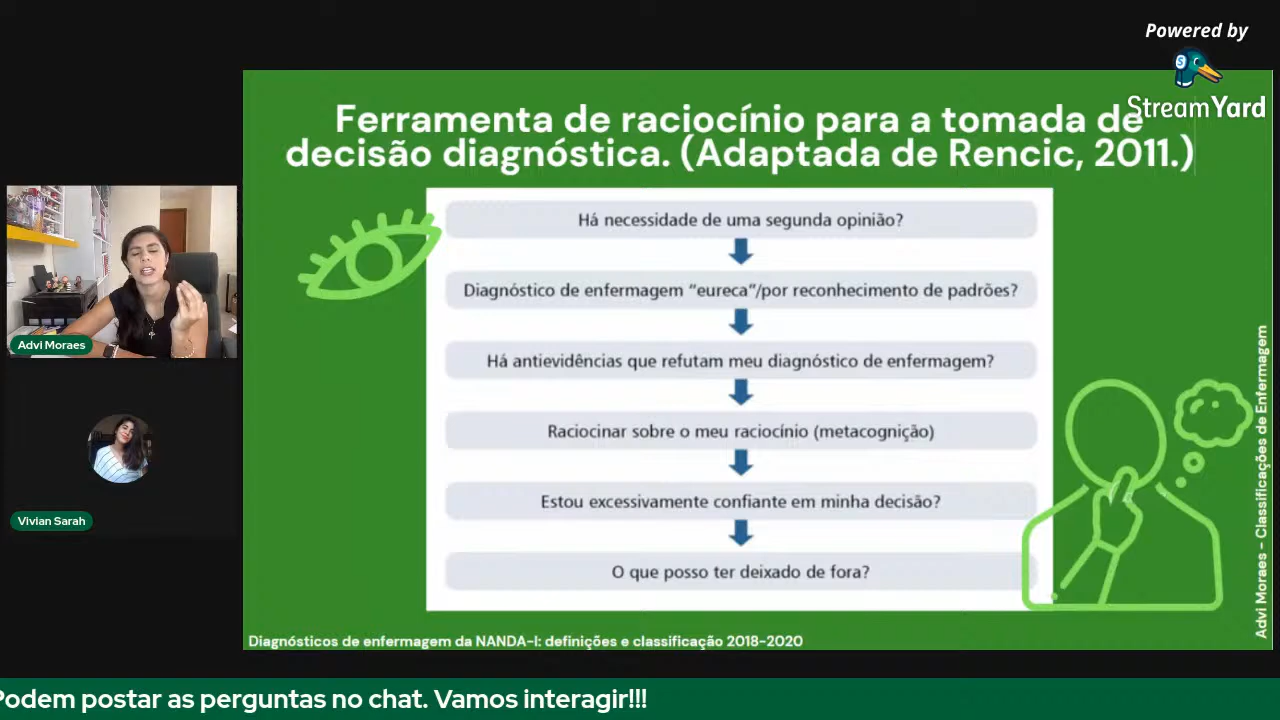 Powered by
StreamYard
Ferramenta de raciocínio para a tomada de
decisão diagnóstica. (Adaptada de Rencic, 2011.)
Há necessidade de uma segunda opinião?
Diagnóstico de enfermagem “eureca”/por reconhecimento de padrões?
Há antievidências que refutam meu diagnóstico de enfermagem?
Raciocinar sobre o meu raciocínio (metacognição)
Estou excessivamente confiante em minha decisão?
O que posso ter deixado de fora?
Advi Moraes
Vivian Sarah
Advi Moraes – Classificações de Enfermagem
Diagnósticos de enfermagem da NANDA-I: definições e classificação 2018-2020
Podem postar as perguntas no chat. Vamos interagir!!!